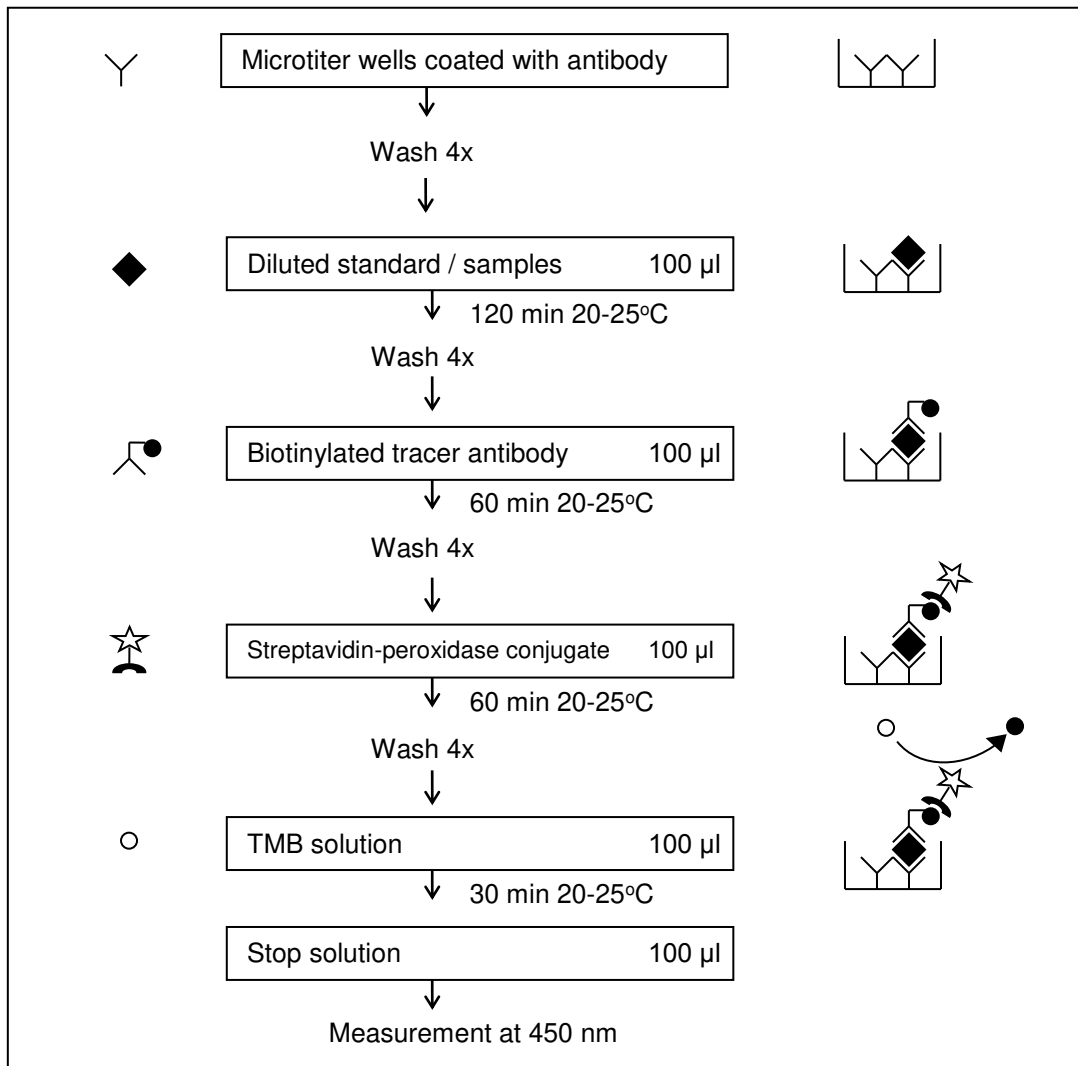 Microtiter wells coated with antibody
Wash 4x
Diluted standard / samples 100 µl
120 min 20-25°C
Wash 4x
Biotinylated tracer antibody 100 µl
60 min 20-25°C
Wash 4x
Streptavidin-peroxidase conjugate 100 µl
60 min 20-25°C
Wash 4x
TMB solution 100 µl
30 min 20-25°C
Stop solution 100 µl
Measurement at 450 nm